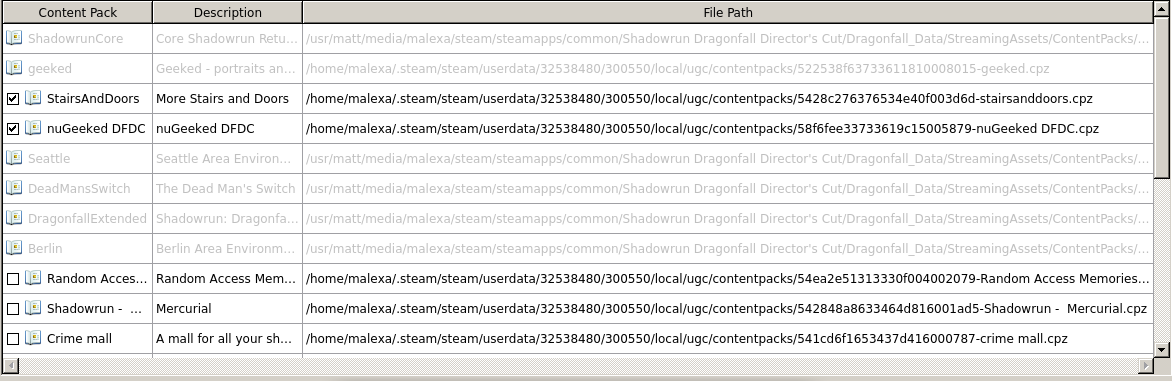 Content Pack Description File Path
ShadowrunCore Core Shadowrun Retu... /usr/matt/media/malexa/steam/steamapps/common/Shadowrun Dragonfall Director's Cut/Dragonfall_Data/StreamingAssets/ContentPacks/...
geeked Geeked - portraits an... /home/malexa/.steam/steam/userdata/32538480/300550/local/ugc/contentpacks/522538f63733611810008015-geeked.cpz
StairsAndDoors More Stairs and Doors /home/malexa/.steam/steam/userdata/32538480/300550/local/ugc/contentpacks/5428c276376534e40f003d6d-stairsanddoors.cpz
nuGeeked DFDC nuGeeked DFDC /home/malexa/.steam/steam/userdata/32538480/300550/local/ugc/contentpacks/58f6fee33733619c15005879-nuGeeked DFDC.cpz
Seattle Seattle Area Environ... /usr/matt/media/malexa/steam/steamapps/common/Shadowrun Dragonfall Director's Cut/Dragonfall_Data/StreamingAssets/ContentPacks/...
DeadMansSwitch The Dead Man's Switch /usr/matt/media/malexa/steam/steamapps/common/Shadowrun Dragonfall Director's Cut/Dragonfall_Data/StreamingAssets/ContentPacks/...
DragonfallExtended Shadowrun: Dragonfa... /usr/matt/media/malexa/steam/steamapps/common/Shadowrun Dragonfall Director's Cut/Dragonfall_Data/StreamingAssets/ContentPacks/...
Berlin Berlin Area Environm... /usr/matt/media/malexa/steam/steamapps/common/Shadowrun Dragonfall Director's Cut/Dragonfall_Data/StreamingAssets/ContentPacks/...
Random Acces... Random Access Mem... /home/malexa/.steam/steam/userdata/32538480/300550/local/ugc/contentpacks/54ea2e51313330f004002079-Random Access Memories...
Shadowrun - ... Mercurial /home/malexa/.steam/steam/userdata/32538480/300550/local/ugc/contentpacks/542848a8633464d816001ad5-Shadowrun -  Mercurial.cpz
Crime mall A mall for all your sh... /home/malexa/.steam/steam/userdata/32538480/300550/local/ugc/contentpacks/541cd6f1653437d416000787-crime mall.cpz